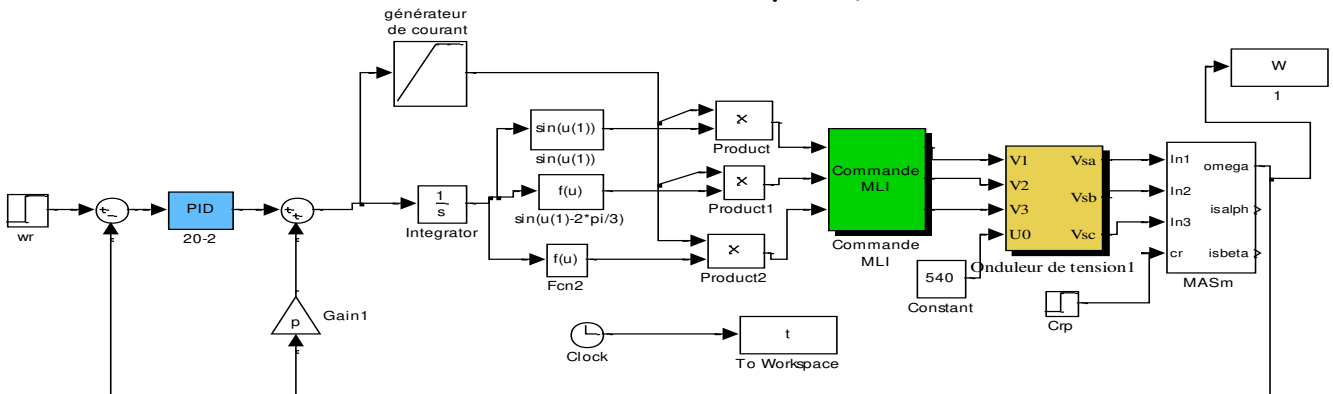 générateur
de courant
W
1
sin(u(1))
sin(u(1))
×
Product
Commande
MLI
Commande
MLI
V1
V2
V3
U0
Vsa
Vsb
Vsc
Onduleur de tension1
In1
In2
In3
cr
omega
isalph
isbeta
MASm
wr
PID
20-2
1
s
Integrator
f(u)
sin(u(1)-2*pi/3)
×
Product1
f(u)
Fcn2
×
Product2
540
Constant
Crp
p
Gain1
Clock
t
To Workspace